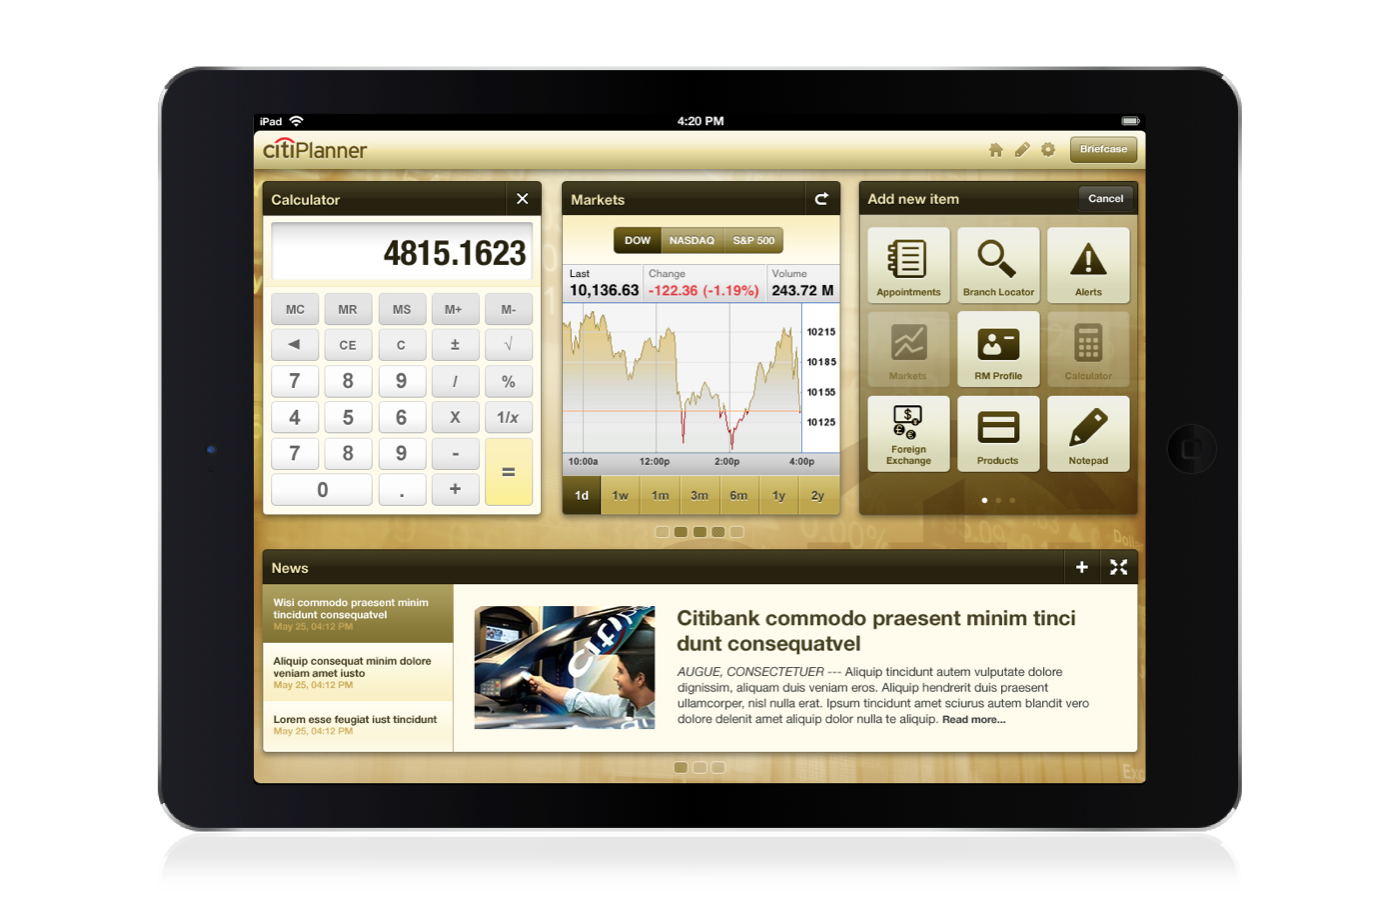 iPad
4:20 PM
citiPlanner
Briefcase
Calculator
4815.1623
MC MR MS M+ M-
◄ CE C ± √
7 8 9 / %
4 5 6 X 1/x
7 8 9 - =
0 . +
Markets
DOW NASDAQ S&P 500
Last Change Volume
10,136.63 -122.36 (-1.19%) 243.72 M
10215
10185
10155
10125
10:00a 12:00p 2:00p 4:00p
1d 1w 1m 3m 6m 1y 2y
Add new item
Cancel
Appointments Branch Locator Alerts
Markets RM Profile Calculator
Foreign
Exchange Products Notepad
News
+
Wisi commodo praesent minim
tincidunt consequatvel
May 25, 04:12 PM
Aliquip consequat minim dolore
veniam amet iusto
May 25, 04:12 PM
Lorem esse feugiat iust tincidunt
May 25, 04:12 PM
Citibank commodo praesent minim tinci
dunt consequatvel
AUGUE, CONSECTETUER --- Aliquip tincidunt autem vulputate dolore
dignissim, aliquam duis veniam eros. Aliquip hendrerit duis praesent
ullamcorper, nisl nulla erat. Ipsum tincidunt amet sciurus autem blandit vero
dolore delenit amet aliquip dolor nulla te aliquip. Read more...